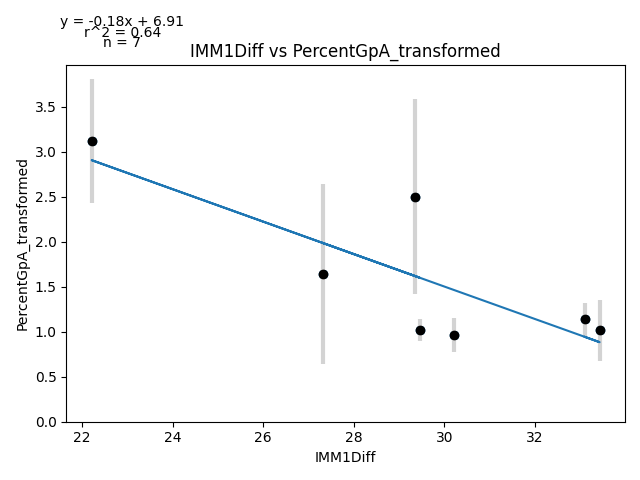 y = -0.18x + 6.91
r^2 = 0.64
n = 7
IMM1Diff vs PercentGpA_transformed
PercentGpA_transformed
3.5
3.0
2.5
2.0
1.5
1.0
0.5
0.0
22 24 26 28 30 32
IMM1Diff